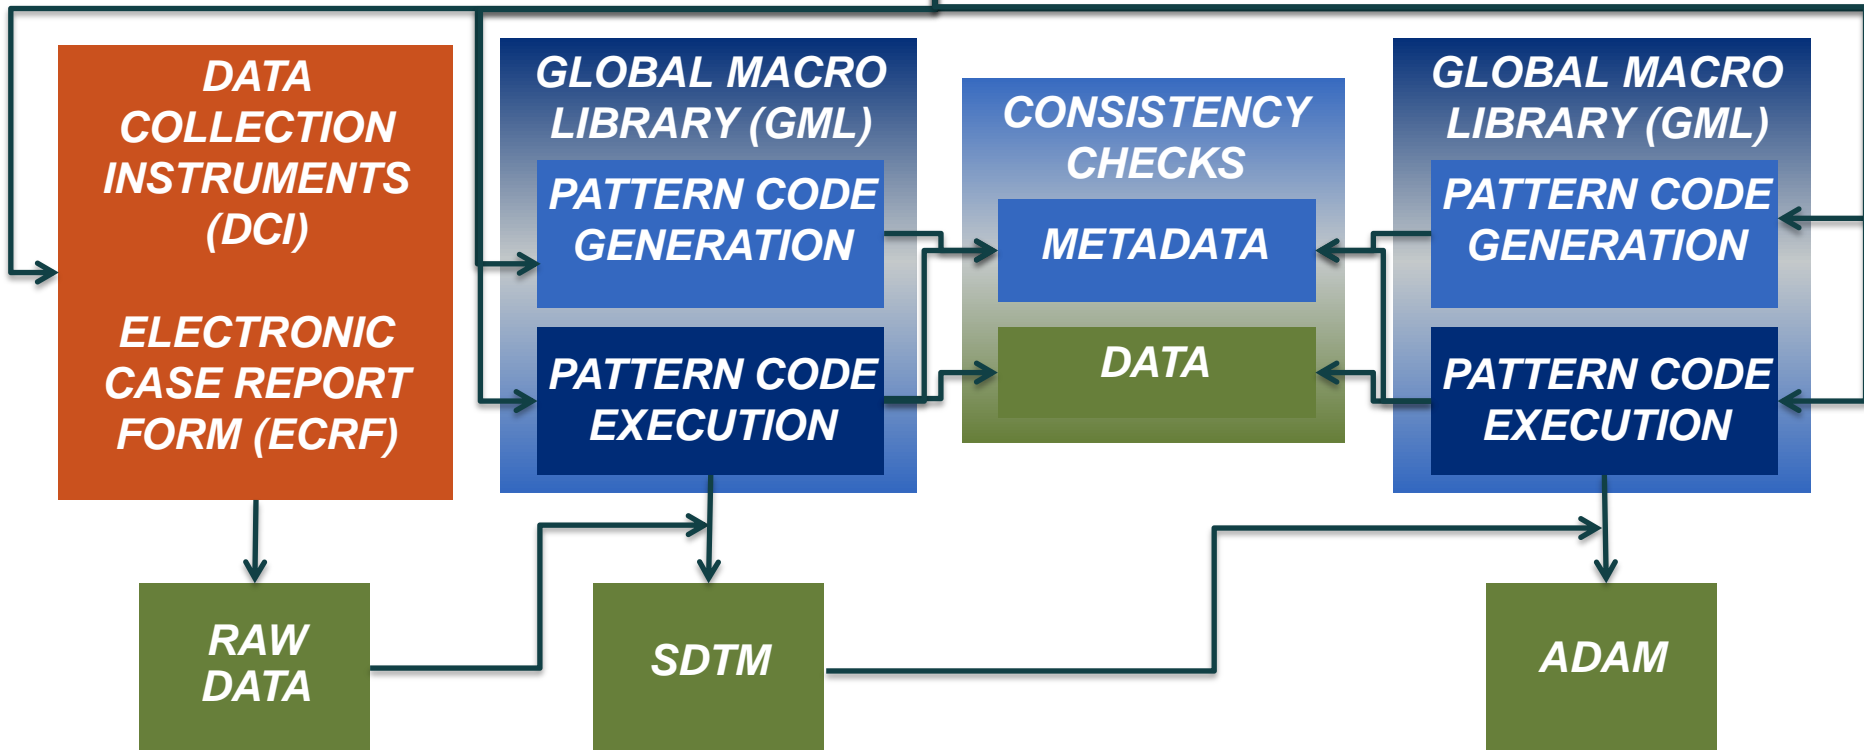 DATA
COLLECTION
INSTRUMENTS
(DCI)
ELECTRONIC
CASE REPORT
FORM (ECRF)
GLOBAL MACRO
LIBRARY (GML)
PATTERN CODE
GENERATION
PATTERN CODE
EXECUTION
CONSISTENCY
CHECKS
METADATA
DATA
GLOBAL MACRO
LIBRARY (GML)
PATTERN CODE
GENERATION
PATTERN CODE
EXECUTION
RAW
DATA
SDTM
ADAM